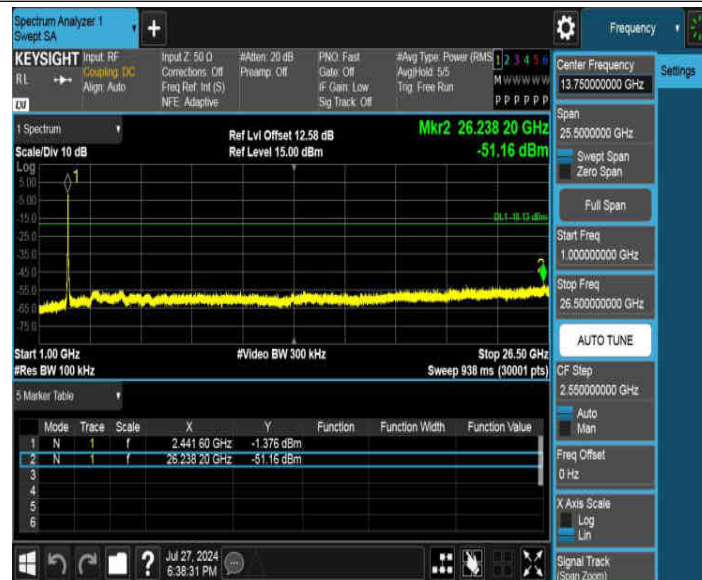 Spectrum Analyzer 1
Swept SA
+
Frequency
KEYSIGHT
RL
LXI
Input: RF
Coupling: DC
Align: Auto
Input Z: 50 Ω
Corrections: Off
Freq Ref: Int (S)
NFE: Adaptive
#Atten: 20 dB
Preamp: Off
PNO: Fast
Gate: Off
IF Gain: Low
Sig Track: Off
#Avg Type: Power (RMS
Avg|Hold: 5/5
Trig: Free Run
1 2 3 4 5 6
M W W W W W
P P P P P P
Center Frequency
13.750000000 GHz
Settings
Span
25.5000000 GHz
Swept Span
Zero Span
Full Span
Start Freq
1.000000000 GHz
Stop Freq
26.500000000 GHz
AUTO TUNE
CF Step
2.550000000 GHz
Auto
Man
Freq Offset
0 Hz
X Axis Scale
Log
Lin
Signal Track
(Span Zoom)
1 Spectrum
Scale/Div 10 dB
Ref Lvl Offset 12.58 dB
Ref Level 15.00 dBm
Mkr2 26.238 20 GHz
-51.16 dBm
Log
5.00
-5.00
-15.0
-25.0
-35.0
-45.0
-55.0
-65.0
-75.0
1
DL1 -18.13 dBm
2
Start 1.00 GHz
#Video BW 300 kHz
Stop 26.50 GHz
#Res BW 100 kHz
Sweep 938 ms (30001 pts)
5 Marker Table
Mode Trace Scale X Y Function Function Width Function Value
1 N 1 f 2.441 60 GHz -1.376 dBm
2 N 1 f 26.238 20 GHz -51.16 dBm
3
4
5
6
?
Jul 27, 2024
6:38:31 PM